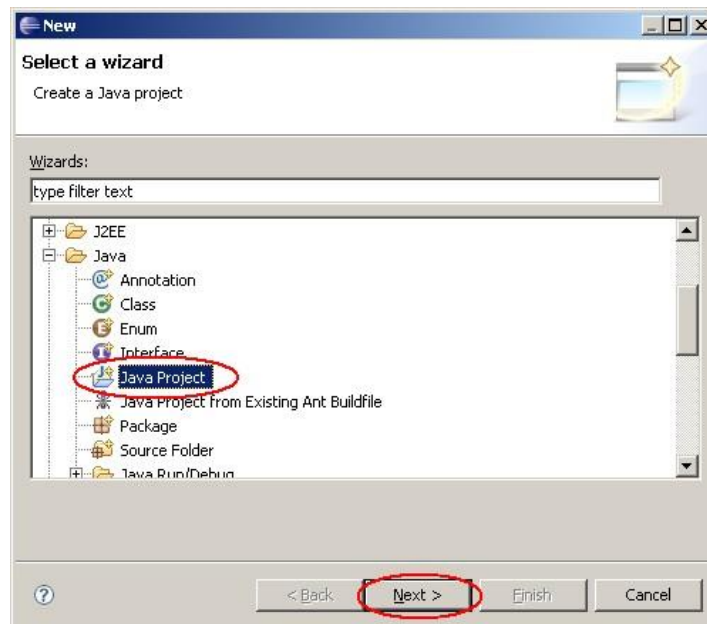 New
Select a wizard
Create a Java project
Wizards:
type filter text
J2EE
Java
Annotation
Class
Enum
Interface
Java Project
Java Project from Existing Ant Buildfile
Package
Source Folder
Java Run/Debug
< Back Next > Finish Cancel